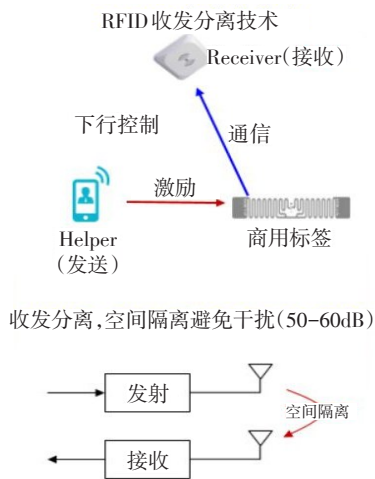 RFID收发分离技术
Receiver(接收)
下行控制
通信
激励
Helper
(发送)
商用标签
收发分离,空间隔离避免干扰(50-60dB)
发射
空间隔离
接收